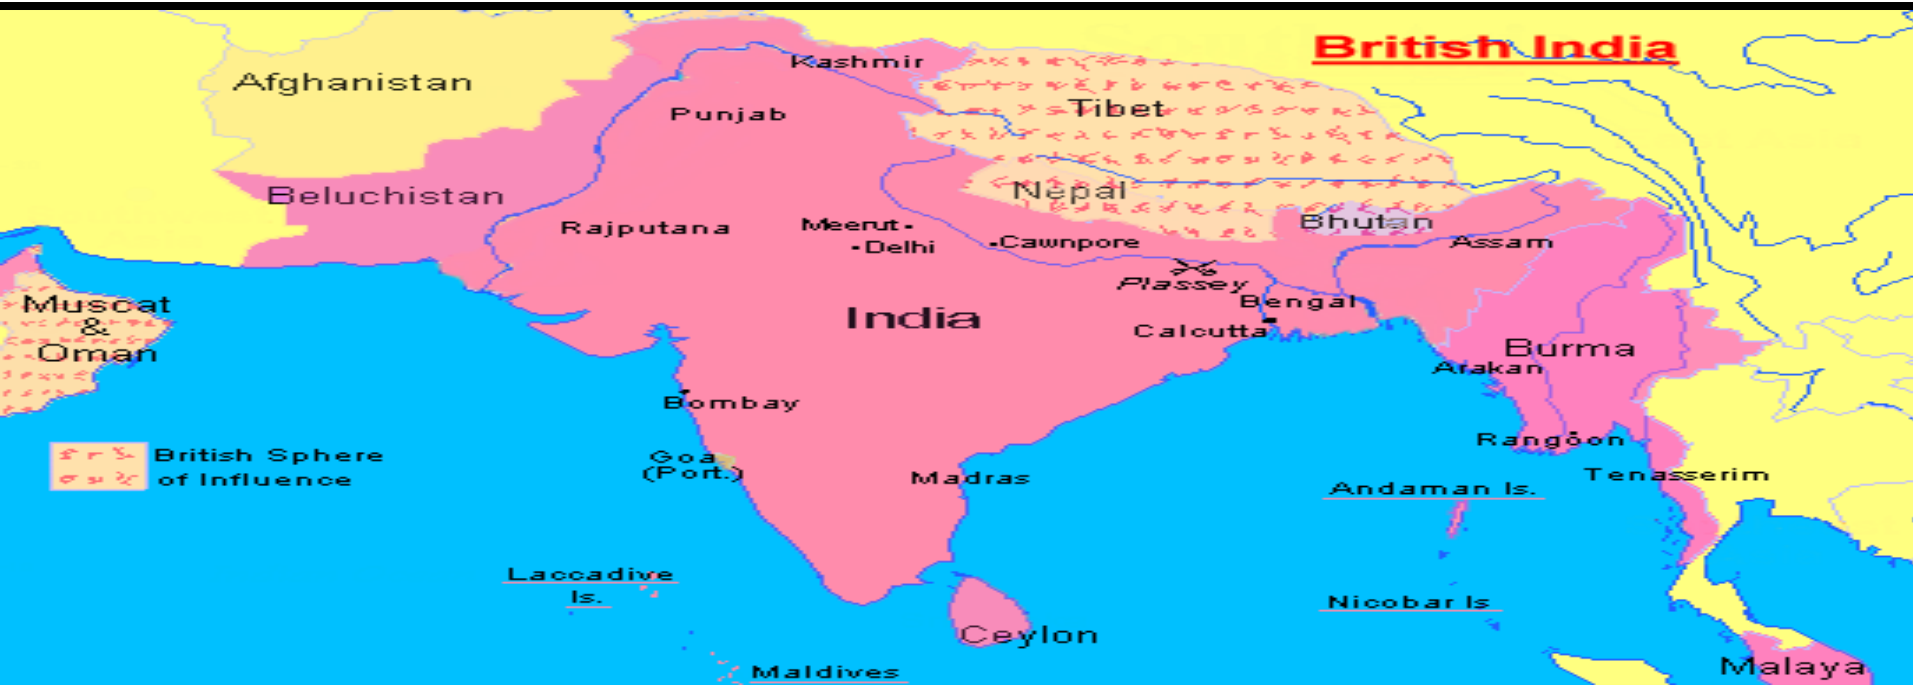 British India
Kashmir
Afghanistan
Tibet
Punjab
Nepal
Beluchistan
Bhutan
Rajputana
Meerut
Delhi
Cawnpore
Assam
Plassey
Muscat
&
Oman
Bengal
India
Calcutta
Burma
Arakan
Bombay
Rangoon
British Sphere
of Influence
Goa
(Port.)
Madras
Tenasserim
Andaman Is.
Laccadive
Is.
Nicobar Is
Ceylon
Maldives
Malaya